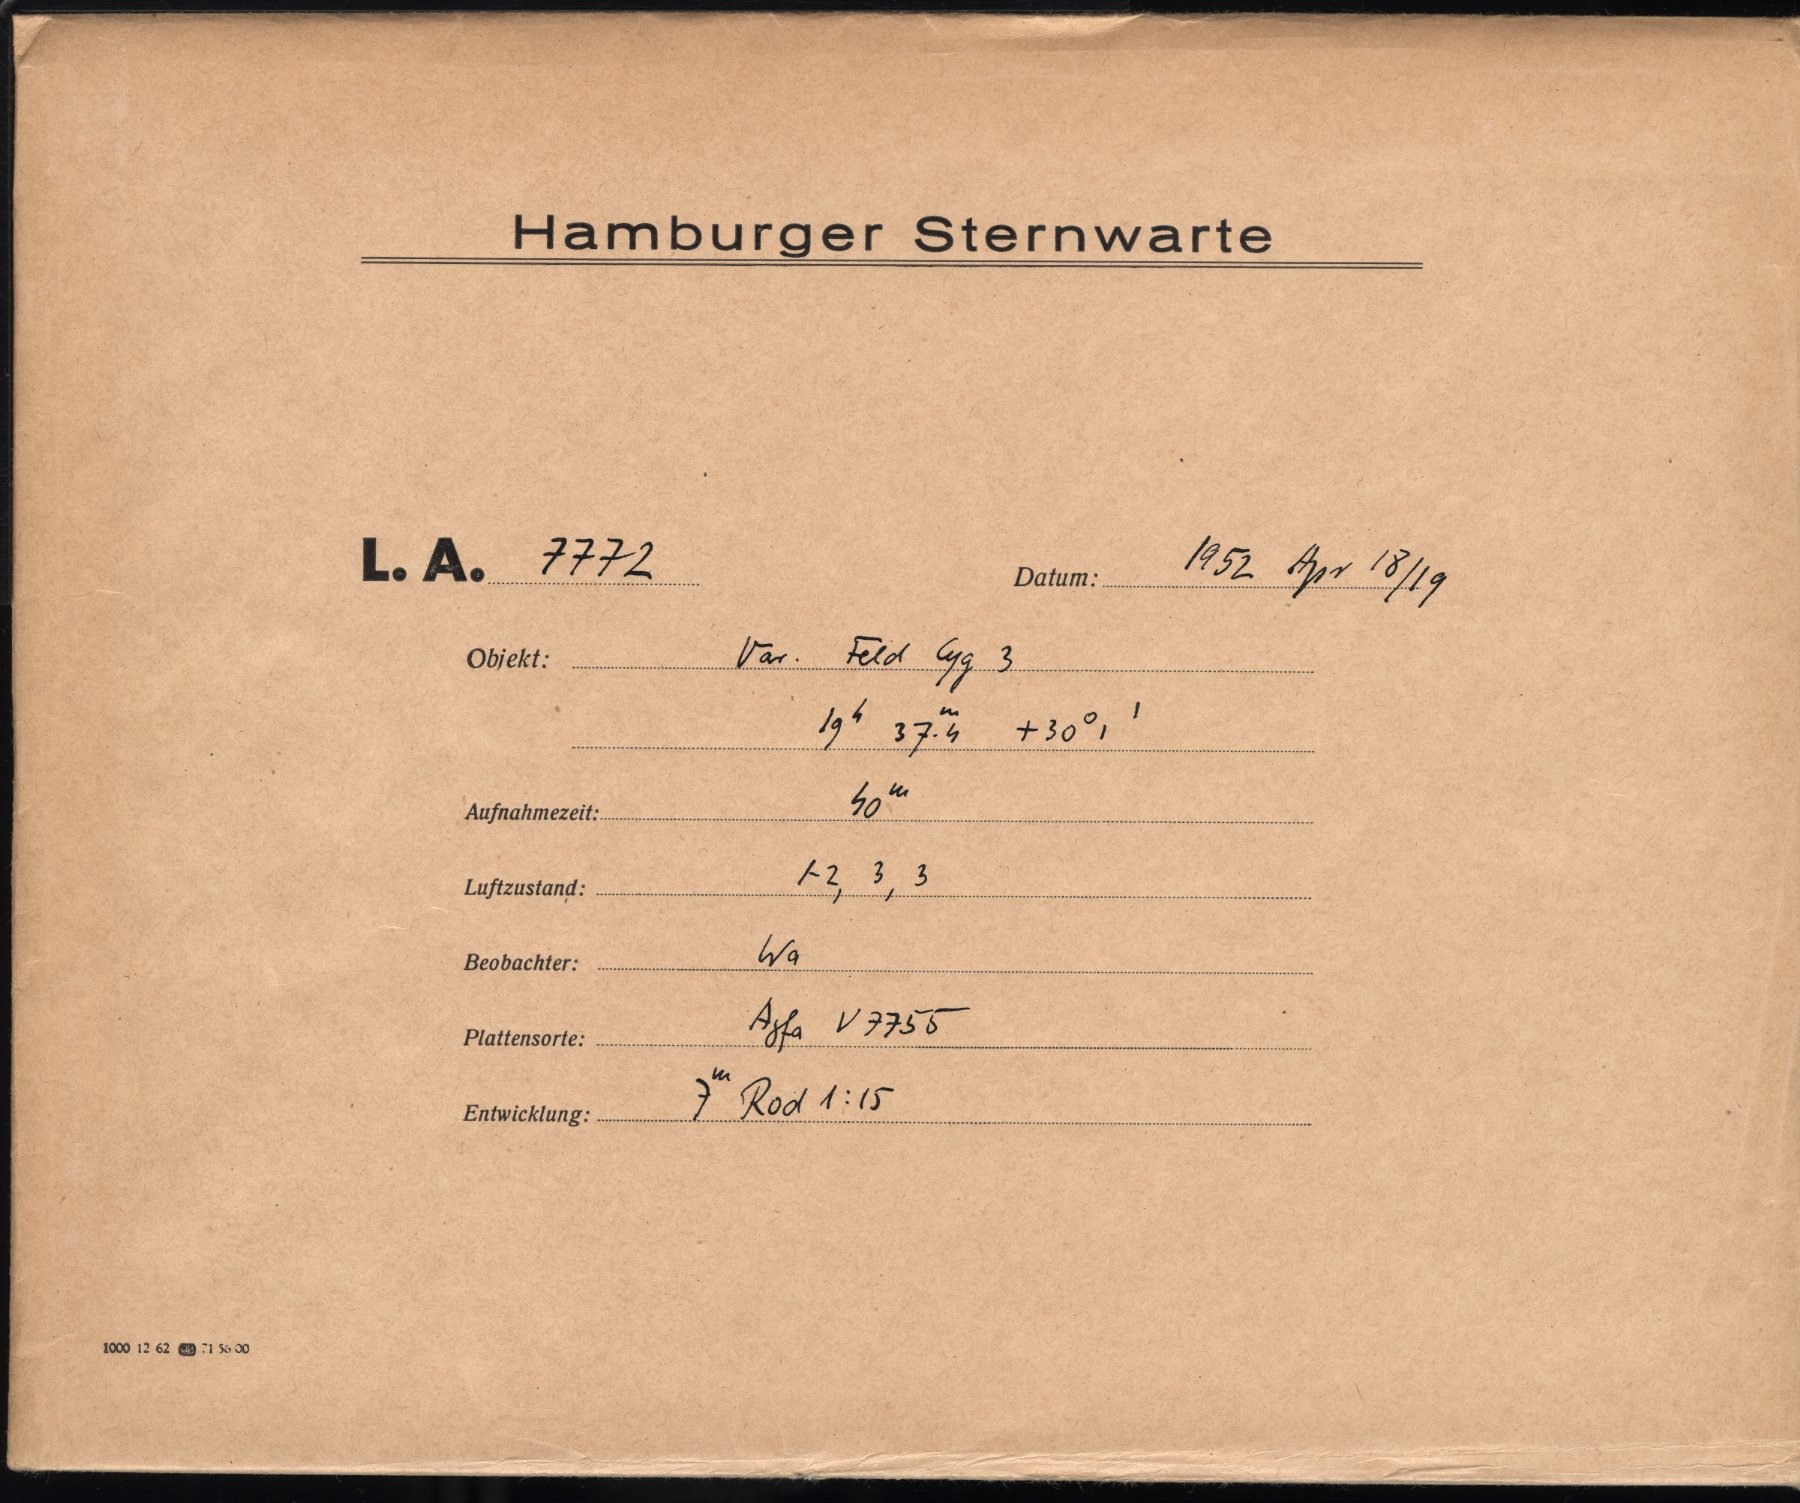 Hamburger Sternwarte
L. A. 7772 Datum: 1952 Apr 18/19
Objekt: Var. Feld Cyg 3
19h 37.4m +30° 1'
Aufnahmezeit: 40m
Luftzustand: 1-2, 3, 3
Beobachter: Wa
Plattensorte: Agfa V 7755
Entwicklung: 7m Rod 1:15
1000 12 62 71 56 00